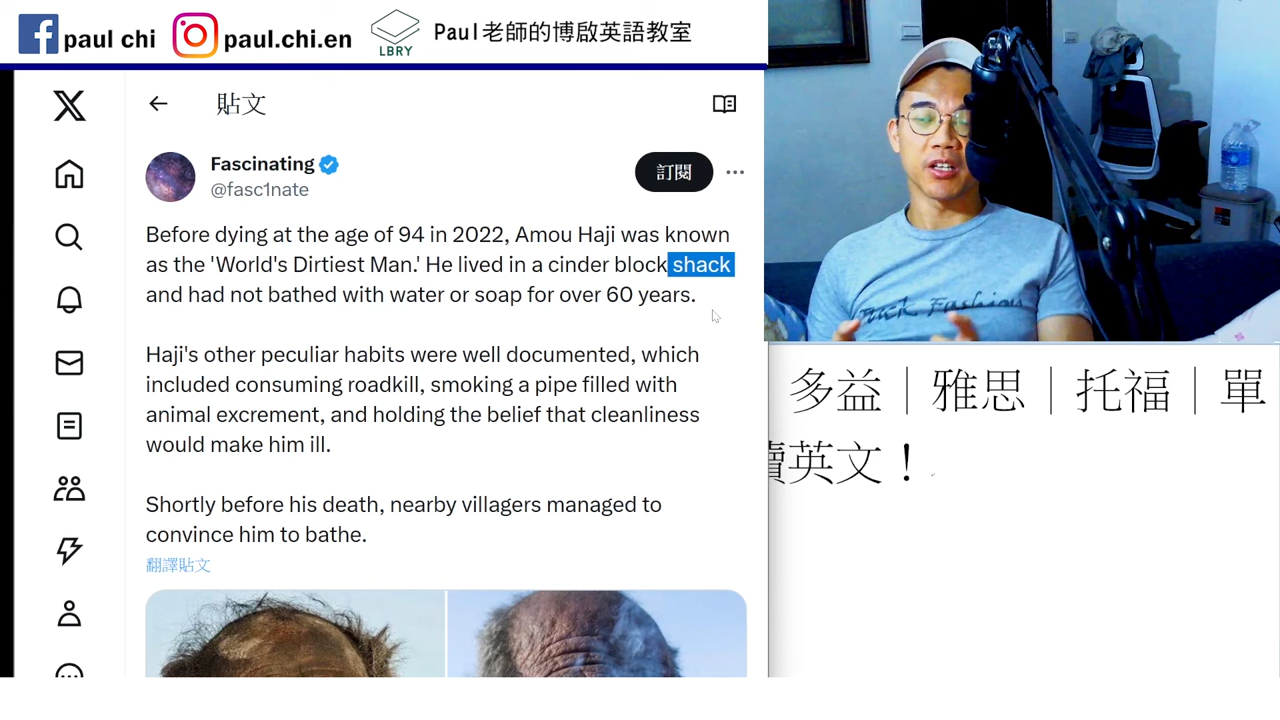 paul chi paul.chi.en LBRY Paul老師的博啟英語教室
貼文
Fascinating
@fasc1nate
訂閱
Before dying at the age of 94 in 2022, Amou Haji was known
as the 'World's Dirtiest Man.' He lived in a cinder block shack
and had not bathed with water or soap for over 60 years.
Haji's other peculiar habits were well documented, which
included consuming roadkill, smoking a pipe filled with
animal excrement, and holding the belief that cleanliness
would make him ill.
Shortly before his death, nearby villagers managed to
convince him to bathe.
翻譯貼文
多益｜雅思｜托福｜單
讀英文！